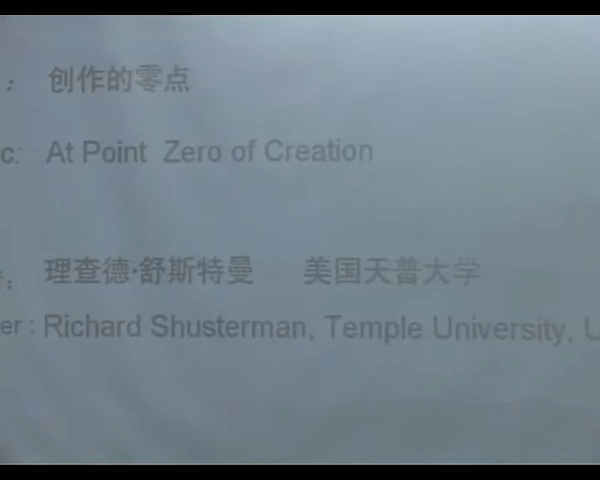 : 创作的零点
c: At Point Zero of Creation
: 理查德·舒斯特曼 美国天普大学
er : Richard Shusterman, Temple University, U